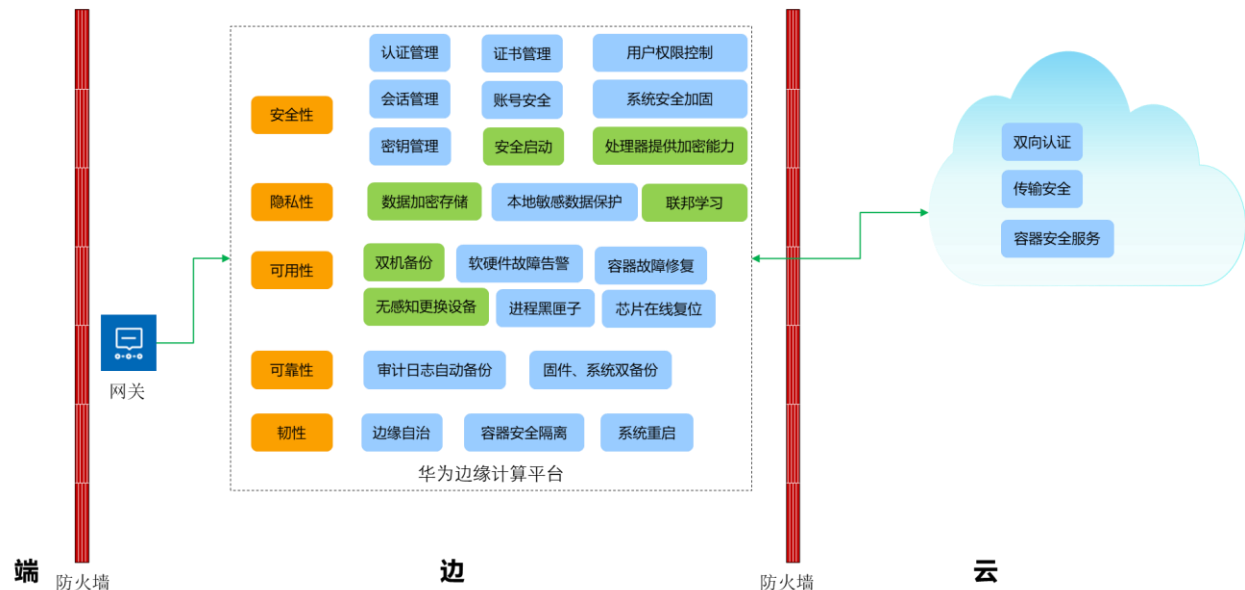 认证管理
证书管理
用户权限控制
安全性
会话管理
账号安全
系统安全加固
密钥管理
安全启动
处理器提供加密能力
隐私性
数据加密存储
本地敏感数据保护
联邦学习
可用性
双机备份
软硬件故障告警
容器故障修复
无感知更换设备
进程黑匣子
芯片在线复位
可靠性
审计日志自动备份
固件、系统双备份
韧性
边缘自治
容器安全隔离
系统重启
华为边缘计算平台
网关
双向认证
传输安全
容器安全服务
端
防火墙
边
防火墙
云